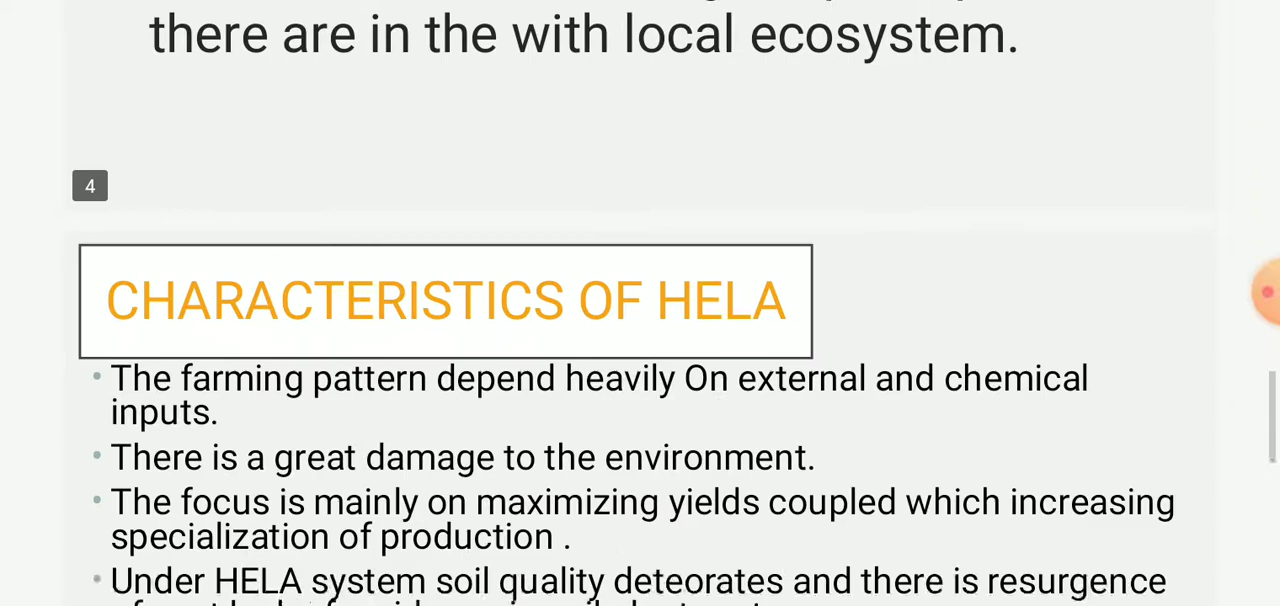 there are in the with local ecosystem.
4
CHARACTERISTICS OF HELA
• The farming pattern depend heavily On external and chemical
inputs.
• There is a great damage to the environment.
• The focus is mainly on maximizing yields coupled which increasing
specialization of production .
• Under HELA system soil quality deteorates and there is resurgence